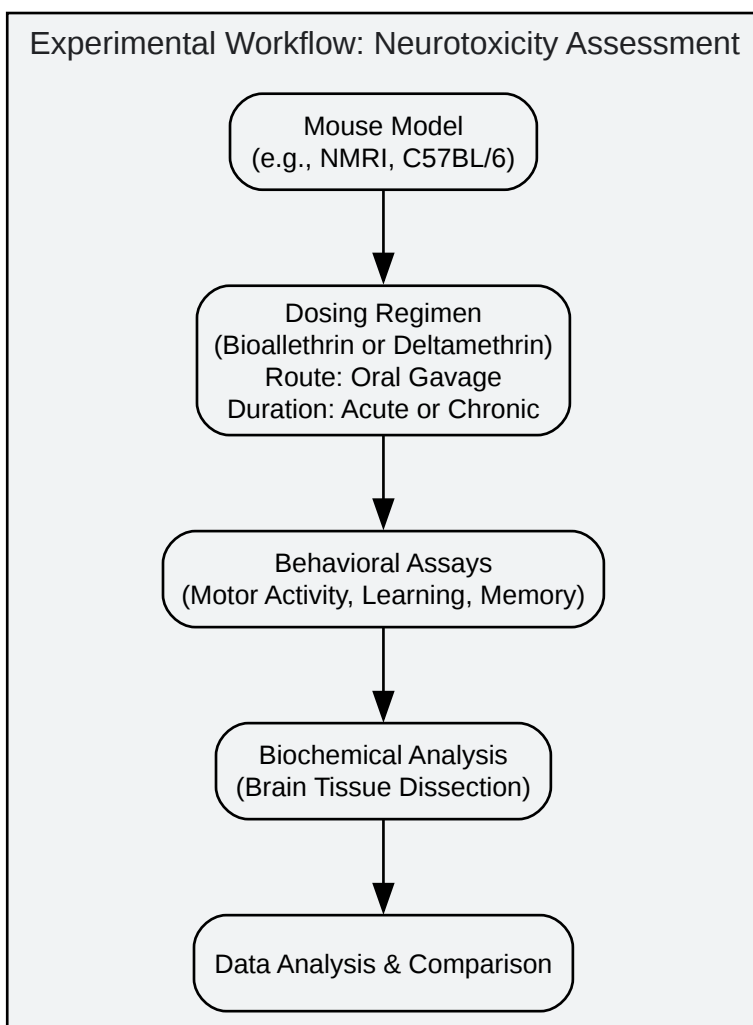 Experimental Workflow: Neurotoxicity Assessment
Mouse Model
(e.g., NMRI, C57BL/6)
Dosing Regimen
(Bioallethrin or Deltamethrin)
Route: Oral Gavage
Duration: Acute or Chronic
Behavioral Assays
(Motor Activity, Learning, Memory)
Biochemical Analysis
(Brain Tissue Dissection)
Data Analysis & Comparison